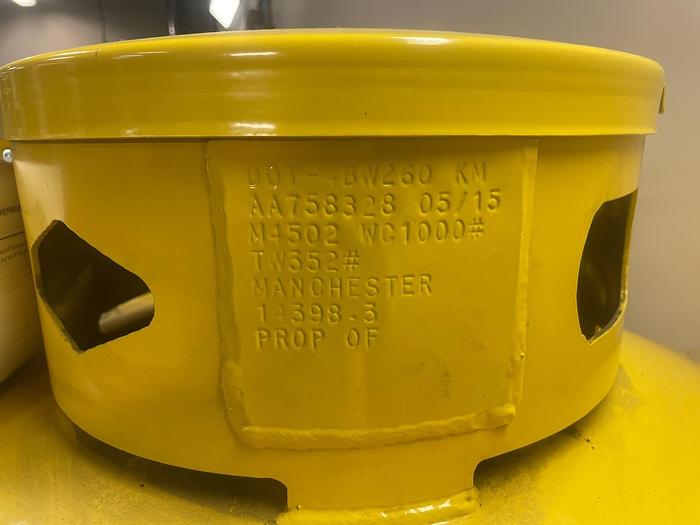 DOT-4BW260 KM
AA758328 05/15
M4502 WC1000#
TW352#
MANCHESTER
14398.3
PROP OF